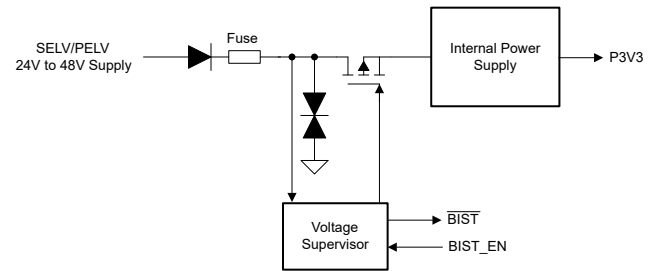 SELV/PELV
24V to 48V Supply
Fuse
Internal Power
Supply
P3V3
Voltage
Supervisor
BIST
BIST_EN